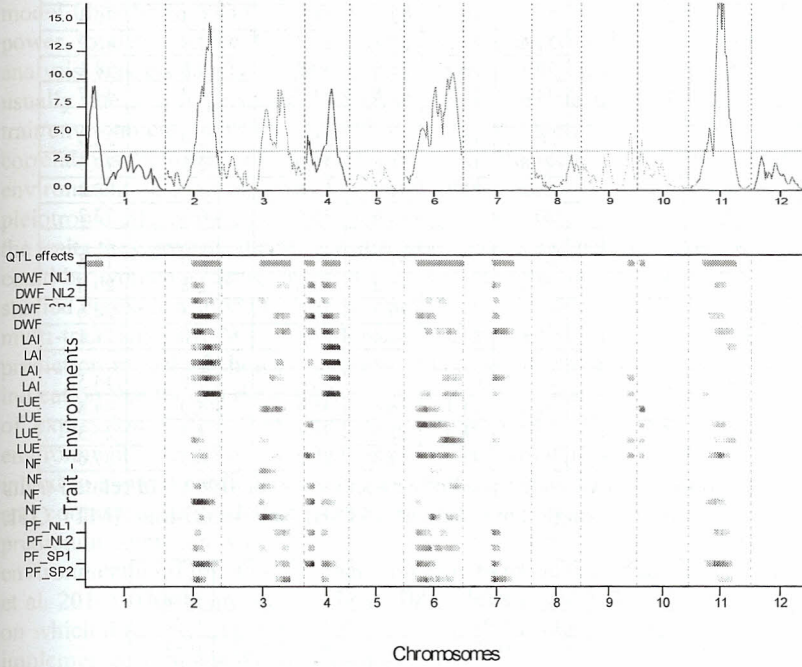 15.0
12.5
10.0
7.5
5.0
2.5
0.0
1 2 3 4 5 6 7 8 9 10 11 12
QTL effects
DWF_NL1
DWF_NL2
DWF_SP1
DWF
LAI
LAI
LAI
LAI
LUE
LUE
LUE
LUE
NF
NF
NF
NF
PF_NL1
PF_NL2
PF_SP1
PF_SP2
Trait - Environments
1 2 3 4 5 6 7 8 9 10 11 12
Chromosomes